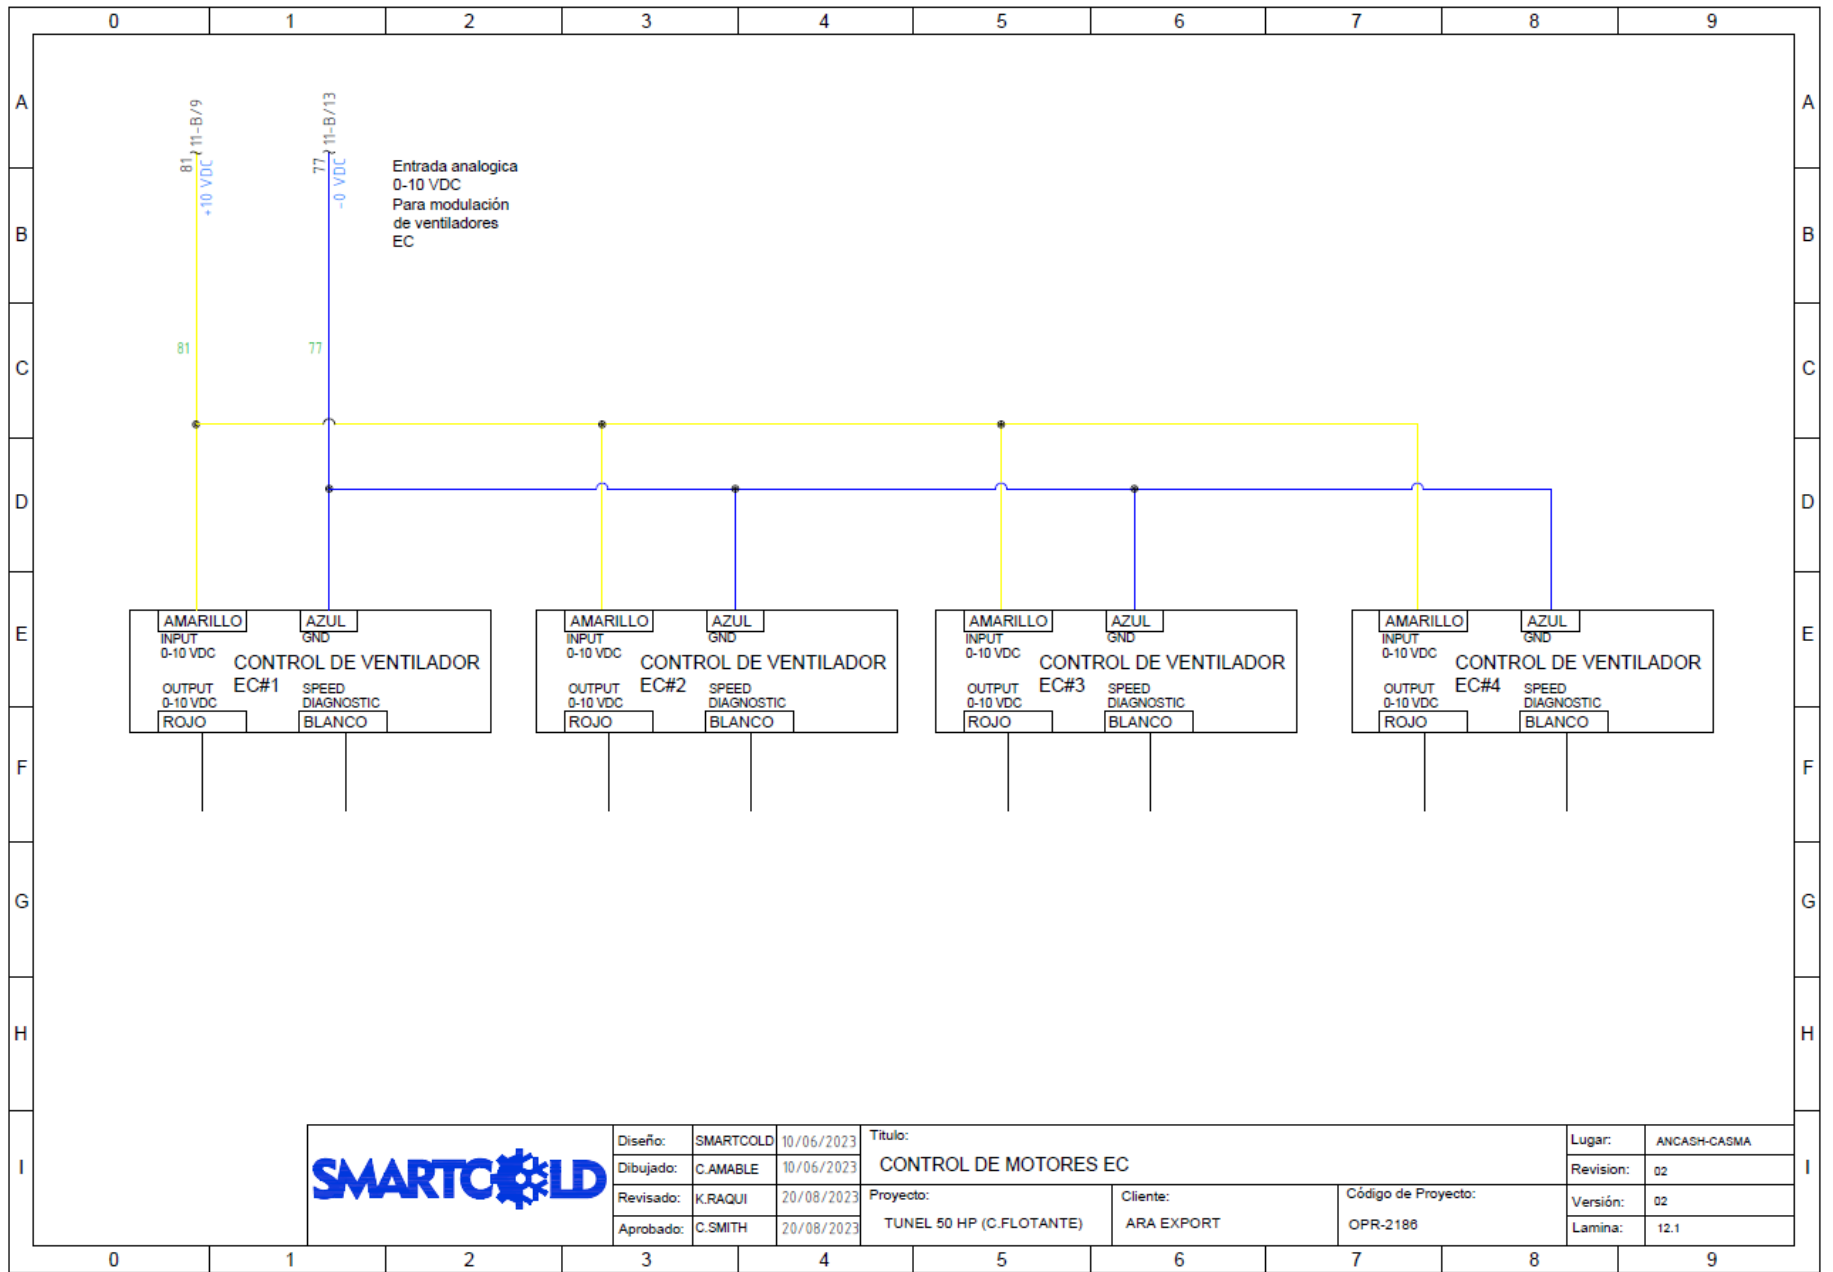 0 1 2 3 4 5 6 7 8 9
A A
81 11-B/9
+10 VDC
77 11-B/13
-0 VDC
Entrada analogica
0-10 VDC
Para modulación
de ventiladores
EC
B B
81 77
C C
D D
AMARILLO AZUL
INPUT GND
0-10 VDC
CONTROL DE VENTILADOR
EC#1
OUTPUT SPEED
0-10 VDC DIAGNOSTIC
ROJO BLANCO
AMARILLO AZUL
INPUT GND
0-10 VDC
CONTROL DE VENTILADOR
EC#2
OUTPUT SPEED
0-10 VDC DIAGNOSTIC
ROJO BLANCO
AMARILLO AZUL
INPUT GND
0-10 VDC
CONTROL DE VENTILADOR
EC#3
OUTPUT SPEED
0-10 VDC DIAGNOSTIC
ROJO BLANCO
AMARILLO AZUL
INPUT GND
0-10 VDC
CONTROL DE VENTILADOR
EC#4
OUTPUT SPEED
0-10 VDC DIAGNOSTIC
ROJO BLANCO
E E
F F
G G
H H
I I
SMARTCOLD
Diseño: SMARTCOLD 10/06/2023
Dibujado: C.AMABLE 10/06/2023
Revisado: K.RAQUI 20/08/2023
Aprobado: C.SMITH 20/08/2023
Titulo:
CONTROL DE MOTORES EC
Proyecto:
TUNEL 50 HP (C.FLOTANTE)
Cliente:
ARA EXPORT
Código de Proyecto:
OPR-2186
Lugar: ANCASH-CASMA
Revision: 02
Versión: 02
Lamina: 12.1
0 1 2 3 4 5 6 7 8 9